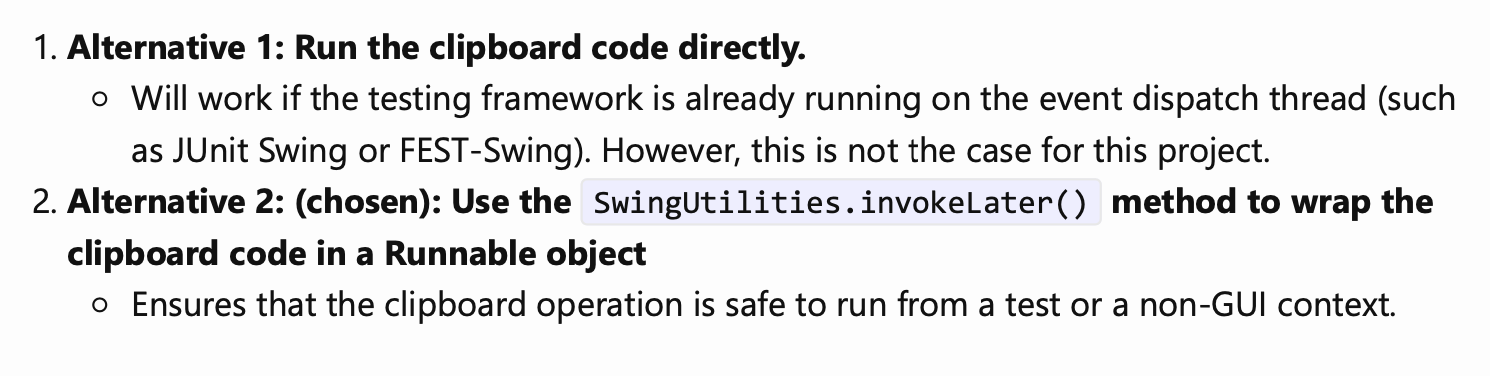 1. Alternative 1: Run the clipboard code directly.
○ Will work if the testing framework is already running on the event dispatch thread (such
as JUnit Swing or FEST-Swing). However, this is not the case for this project.
2. Alternative 2: (chosen): Use the SwingUtilities.invokeLater() method to wrap the
clipboard code in a Runnable object
○ Ensures that the clipboard operation is safe to run from a test or a non-GUI context.